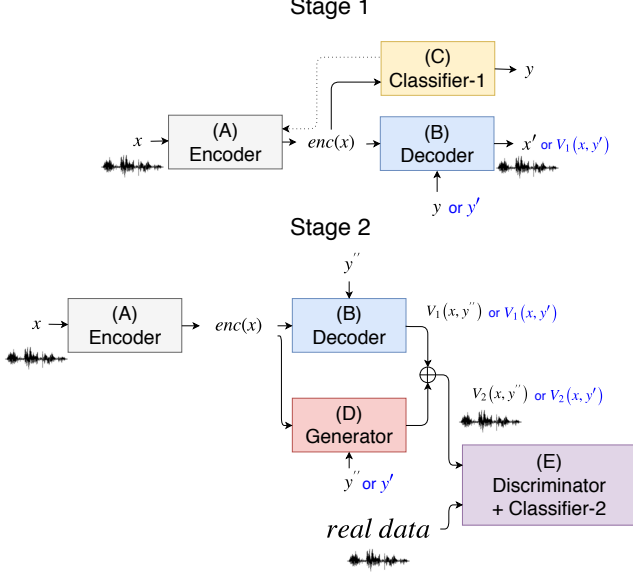 Stage 1
(C)
Classifier-1
y
(A)
Encoder
x
enc(x)
(B)
Decoder
x' or V₁(x, y')
y or y'
Stage 2
y''
(A)
Encoder
x
enc(x)
(B)
Decoder
V₁(x, y'') or V₁(x, y')
V₂(x, y'') or V₂(x, y')
(D)
Generator
y'' or y'
(E)
Discriminator
+ Classifier-2
real data